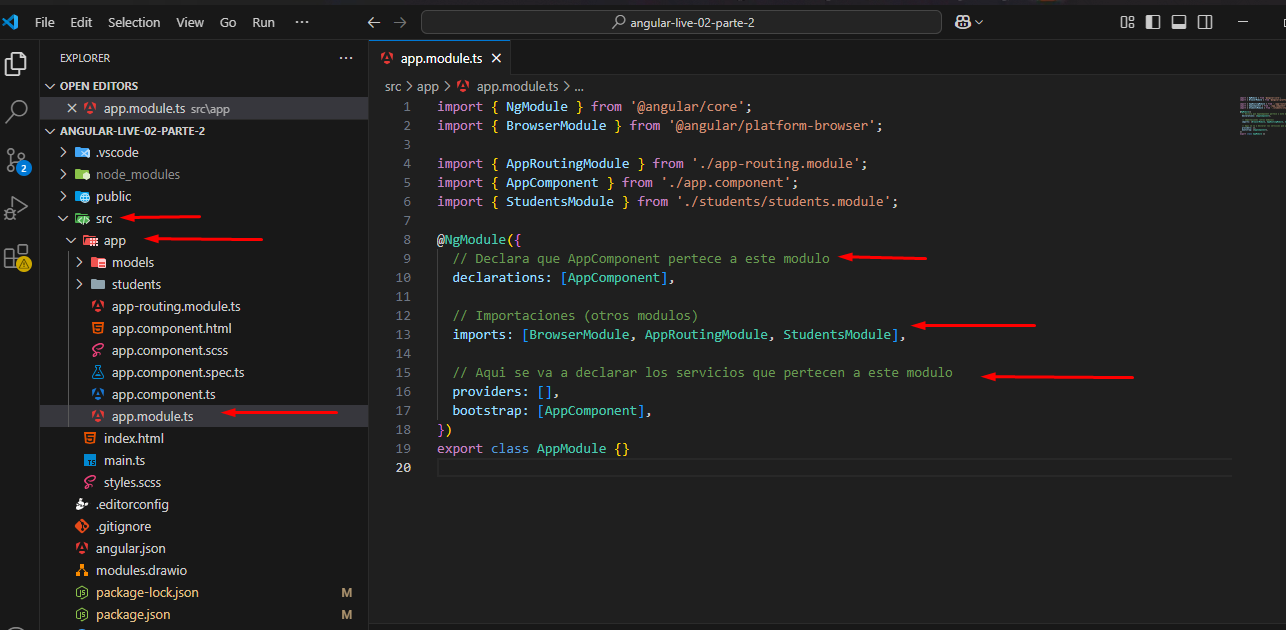 File Edit Selection View Go Run ··· angular-live-02-parte-2
EXPLORER ···
OPEN EDITORS
app.module.ts src\app
ANGULAR-LIVE-02-PARTE-2
.vscode
node_modules
public
src
app
models
students
app-routing.module.ts
app.component.html
app.component.scss
app.component.spec.ts
app.component.ts
app.module.ts
index.html
main.ts
styles.scss
.editorconfig
.gitignore
angular.json
modules.drawio
package-lock.json M
package.json M
2
app.module.ts
src > app > app.module.ts > ...
1 import { NgModule } from '@angular/core';
2 import { BrowserModule } from '@angular/platform-browser';
3
4 import { AppRoutingModule } from './app-routing.module';
5 import { AppComponent } from './app.component';
6 import { StudentsModule } from './students/students.module';
7
8 @NgModule({
9 // Declara que AppComponent pertece a este modulo
10 declarations: [AppComponent],
11
12 // Importaciones (otros modulos)
13 imports: [BrowserModule, AppRoutingModule, StudentsModule],
14
15 // Aqui se va a declarar los servicios que pertecen a este modulo
16 providers: [],
17 bootstrap: [AppComponent],
18 })
19 export class AppModule {}
20